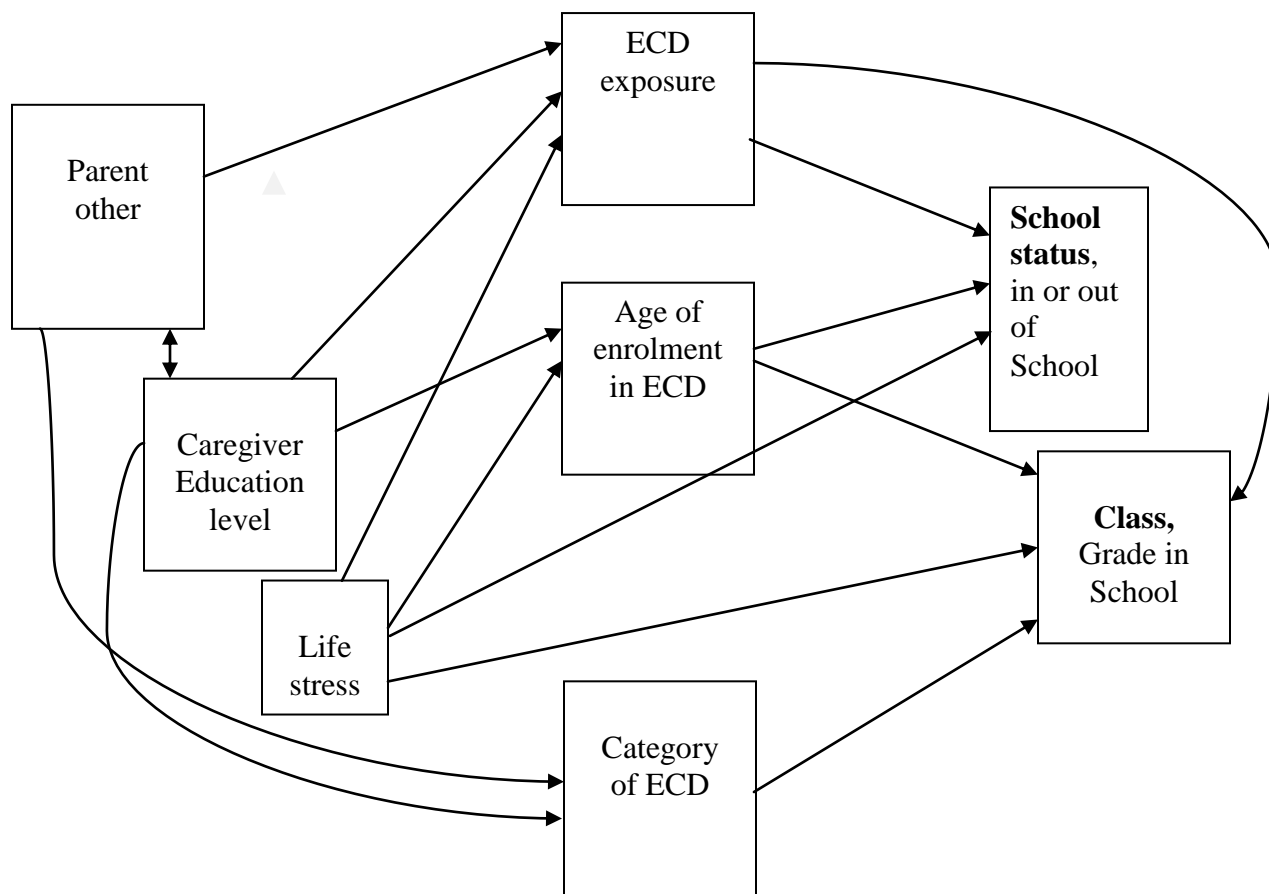 ECD
exposure
Parent
other
School
status,
in or out
of
School
Age of
enrolment
in ECD
Caregiver
Education
level
Class,
Grade in
School
Life
stress
Category
of ECD